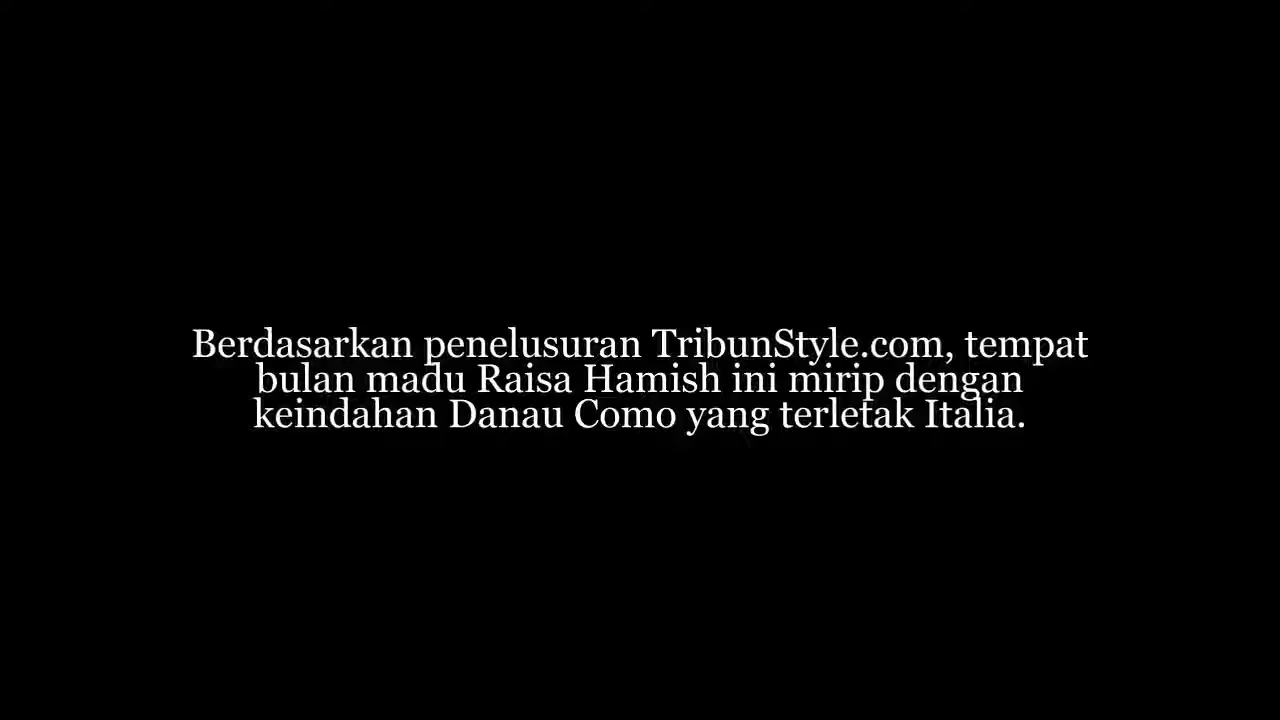 Berdasarkan penelusuran TribunStyle.com, tempat
bulan madu Raisa Hamish ini mirip dengan
keindahan Danau Como yang terletak Italia.